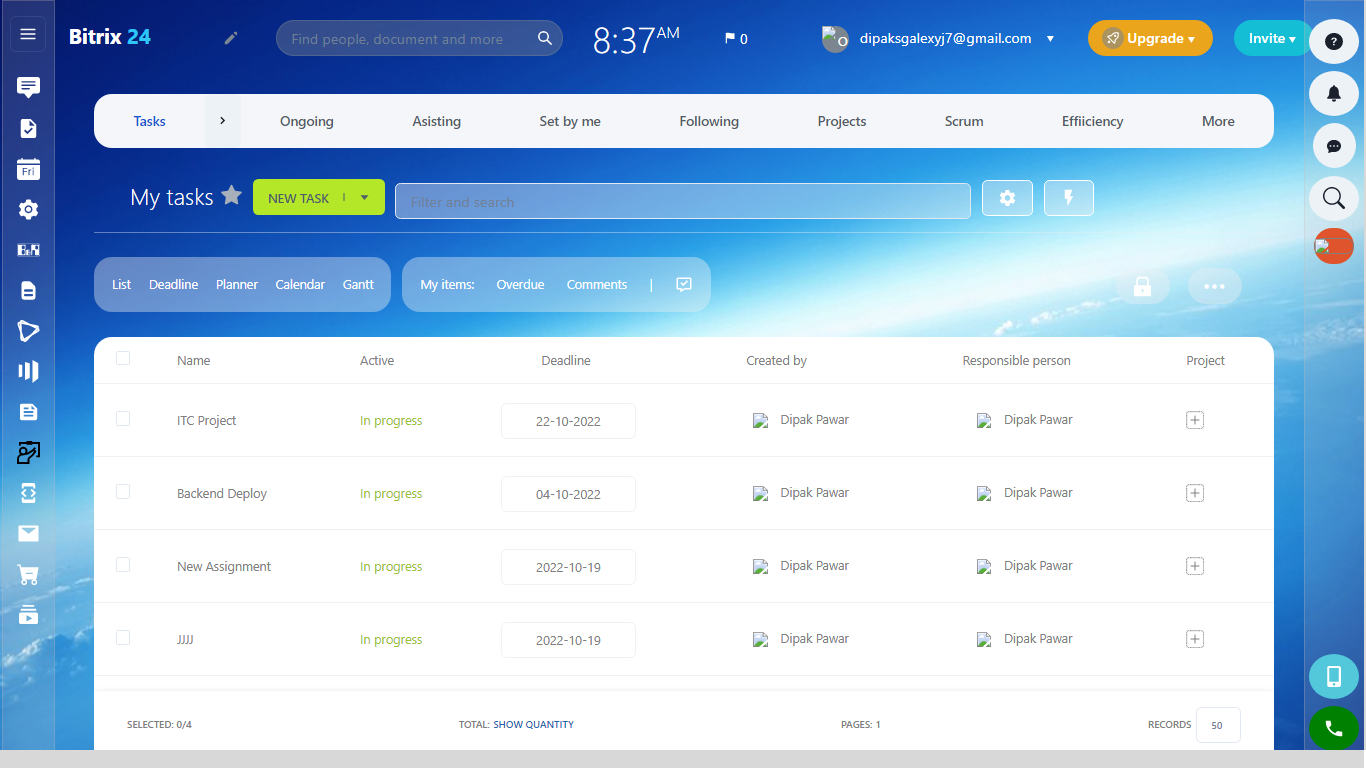 Bitrix 24
Find people, document and more
8:37AM
0
dipaksgalexyj7@gmail.com
Upgrade
Invite
Tasks
Ongoing
Asisting
Set by me
Following
Projects
Scrum
Effiiciency
More
Fri
My tasks
NEW TASK |
Filter and search
List Deadline Planner Calendar Gantt
My items: Overdue Comments |
Name Active Deadline Created by Responsible person Project
ITC Project In progress 22-10-2022 Dipak Pawar Dipak Pawar
Backend Deploy In progress 04-10-2022 Dipak Pawar Dipak Pawar
New Assignment In progress 2022-10-19 Dipak Pawar Dipak Pawar
JJJJ In progress 2022-10-19 Dipak Pawar Dipak Pawar
SELECTED: 0/4 TOTAL: SHOW QUANTITY PAGES: 1 RECORDS 50